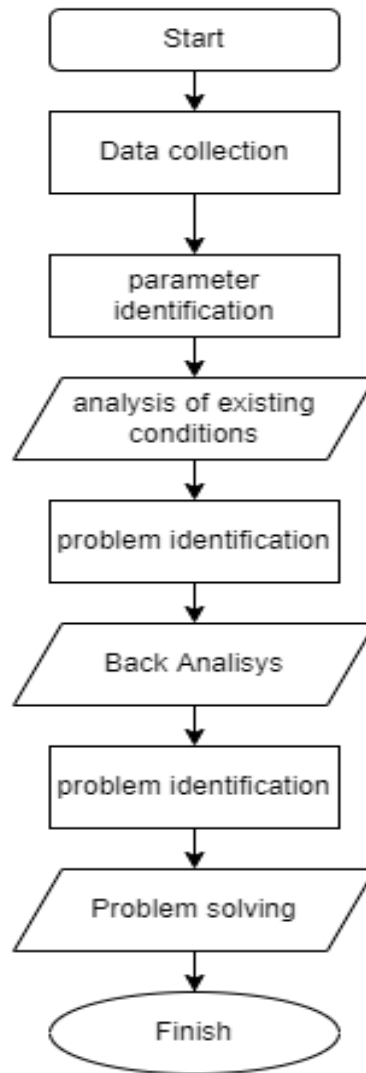 Start
Data collection
parameter
identification
analysis of existing
conditions
problem identification
Back Analisys
problem identification
Problem solving
Finish